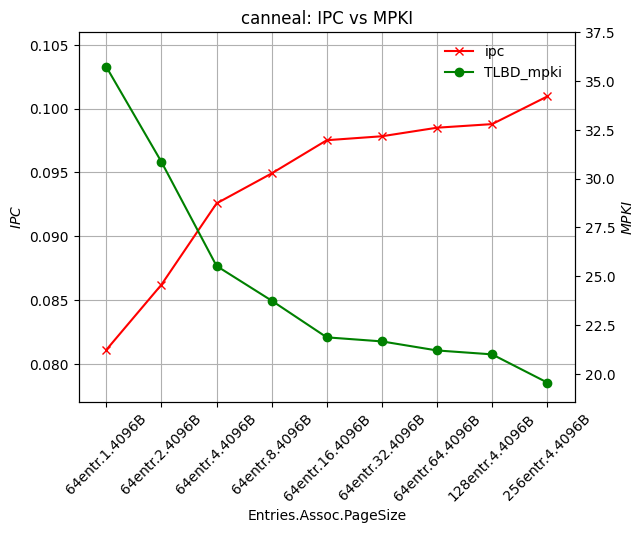 canneal: IPC vs MPKI
ipc
TLBD_mpki
0.105
0.100
0.095
0.090
0.085
0.080
IPC
37.5
35.0
32.5
30.0
27.5
25.0
22.5
20.0
MPKI
64entr.1.4096B
64entr.2.4096B
64entr.4.4096B
64entr.8.4096B
64entr.16.4096B
64entr.32.4096B
64entr.64.4096B
128entr.4.4096B
256entr.4.4096B
Entries.Assoc.PageSize